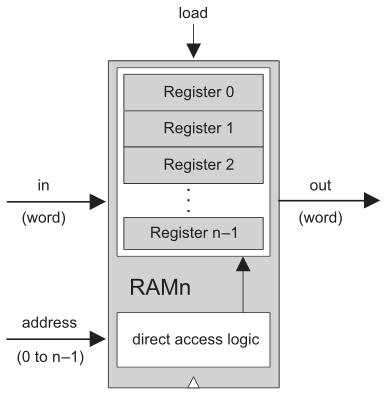 load
Register 0
Register 1
Register 2
in
(word)
out
(word)
Register n–1
RAMn
address
(0 to n–1)
direct access logic